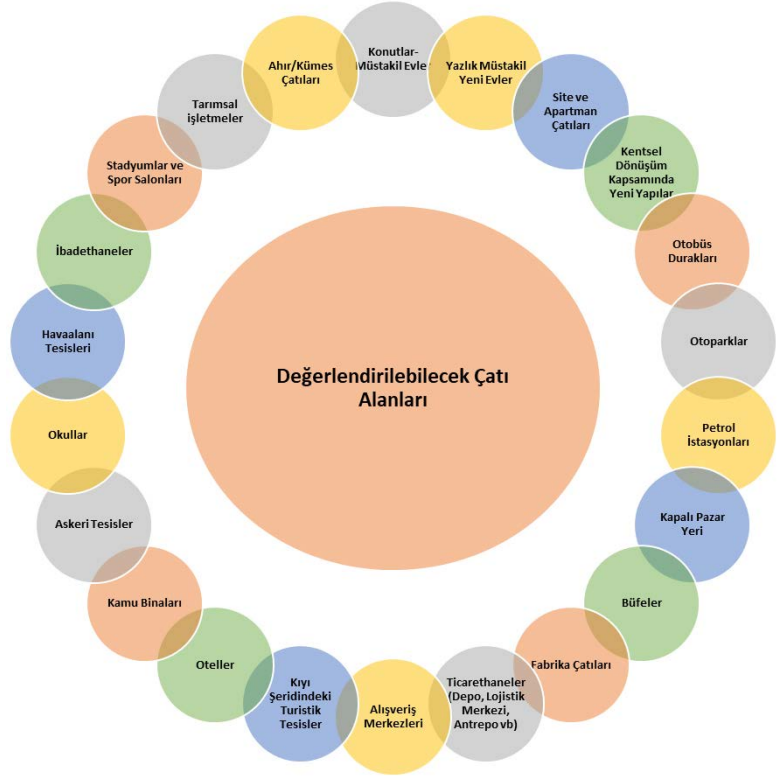 Değerlendirilebilecek Çatı
Alanları
Konutlar-
Müstakil Evler
Yazlık Müstakil
Yeni Evler
Site ve
Apartman
Çatıları
Kentsel
Dönüşüm
Kapsamında
Yeni Yapılar
Otobüs
Durakları
Otoparklar
Petrol
İstasyonları
Kapalı Pazar
Yeri
Büfeler
Fabrika Çatıları
Ticarethaneler
(Depo, Lojistik
Merkezi,
Antrepo vb)
Alışveriş
Merkezleri
Kıyı
Şeridindeki
Turistik
Tesisler
Oteller
Kamu Binaları
Askeri Tesisler
Okullar
Havaalanı
Tesisleri
İbadethaneler
Stadyumlar ve
Spor Salonları
Tarımsal
işletmeler
Ahır/Kümes
Çatıları